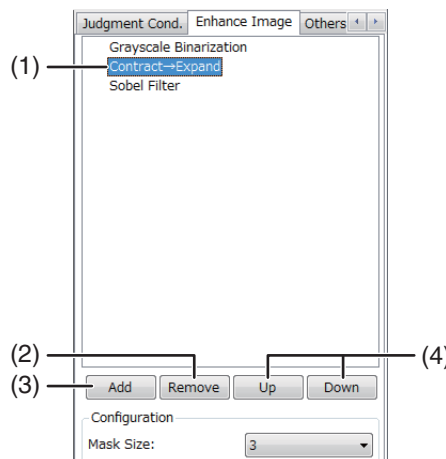 Judgment Cond. Enhance Image Others
Grayscale Binarization
(1) Contract→Expand
Sobel Filter
(2) (4)
(3) Add Remove Up Down
Configuration
Mask Size: 3